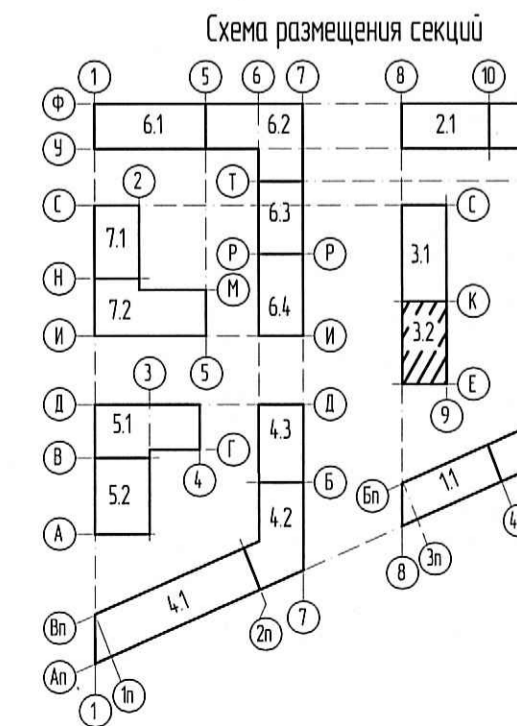 Схема размещения секций
1 5 6 7 8 10
Ф 6.1 6.2 2.1
У
2 Т
С 7.1 6.3 С
3.1
Н Р Р
М К
7.2 6.4 3.2
И И
5 Е
3 9
Д 5.1 4.3 Д
В Г
4 Б Бп 1.1
5.2 4.2 4
А 3п
8
4.1
Вп 2п 7
Ап 1п
1